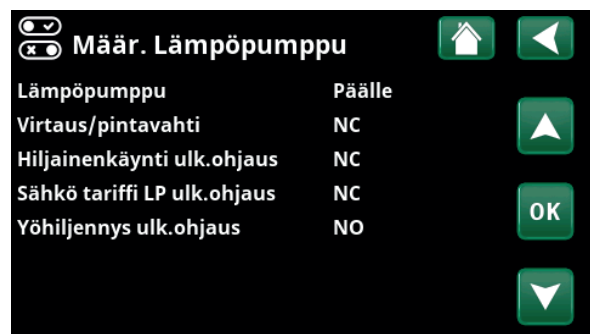 Määr. Lämpöpumppu
Lämpöpumppu Päälle
Virtaus/pintavahti NC
Hiljainenkäynti ulk.ohjaus NC
Sähkö tariffi LP ulk.ohjaus NC
Yöhiljennys ulk.ohjaus NO
OK